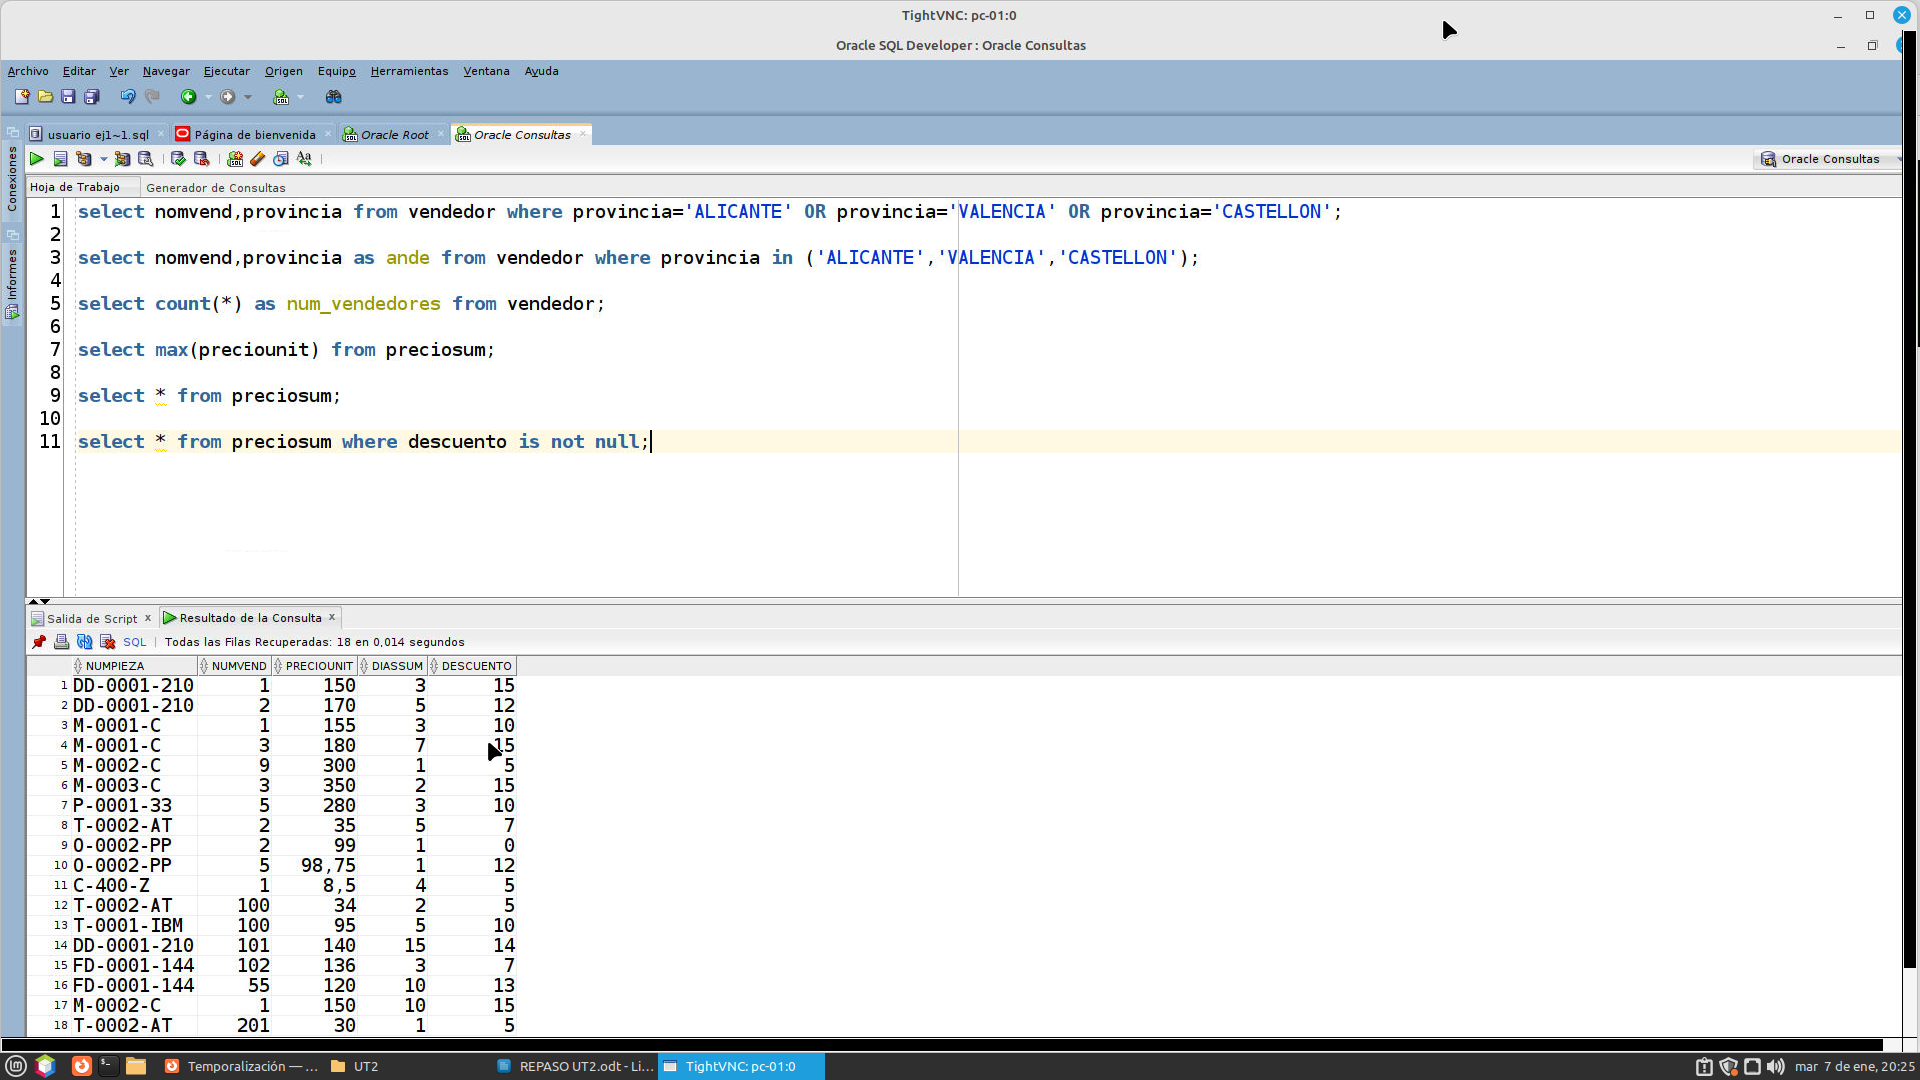 TightVNC: pc-01:0
Oracle SQL Developer : Oracle Consultas
Archivo Editar Ver Navegar Ejecutar Origen Equipo Herramientas Ventana Ayuda
usuario ej1~1.sql Página de bienvenida Oracle Root Oracle Consultas
Oracle Consultas
Conexiones
Informes
Hoja de Trabajo Generador de Consultas
1 select nomvend,provincia from vendedor where provincia='ALICANTE' OR provincia='VALENCIA' OR provincia='CASTELLON';
2
3 select nomvend,provincia as ande from vendedor where provincia in ('ALICANTE','VALENCIA','CASTELLON');
4
5 select count(*) as num_vendedores from vendedor;
6
7 select max(preciounit) from preciosum;
8
9 select * from preciosum;
10
11 select * from preciosum where descuento is not null;
Salida de Script x Resultado de la Consulta x
SQL | Todas las Filas Recuperadas: 18 en 0,014 segundos
NUMPIEZA NUMVEND PRECIOUNIT DIASSUM DESCUENTO
1 DD-0001-210 1 150 3 15
2 DD-0001-210 2 170 5 12
3 M-0001-C 1 155 3 10
4 M-0001-C 3 180 7 15
5 M-0002-C 9 300 1 5
6 M-0003-C 3 350 2 15
7 P-0001-33 5 280 3 10
8 T-0002-AT 2 35 5 7
9 O-0002-PP 2 99 1 0
10 O-0002-PP 5 98,75 1 12
11 C-400-Z 1 8,5 4 5
12 T-0002-AT 100 34 2 5
13 T-0001-IBM 100 95 5 10
14 DD-0001-210 101 140 15 14
15 FD-0001-144 102 136 3 7
16 FD-0001-144 55 120 10 13
17 M-0002-C 1 150 10 15
18 T-0002-AT 201 30 1 5
Temporalización — ... UT2 REPASO UT2.odt - Li... TightVNC: pc-01:0 mar 7 de ene, 20:25